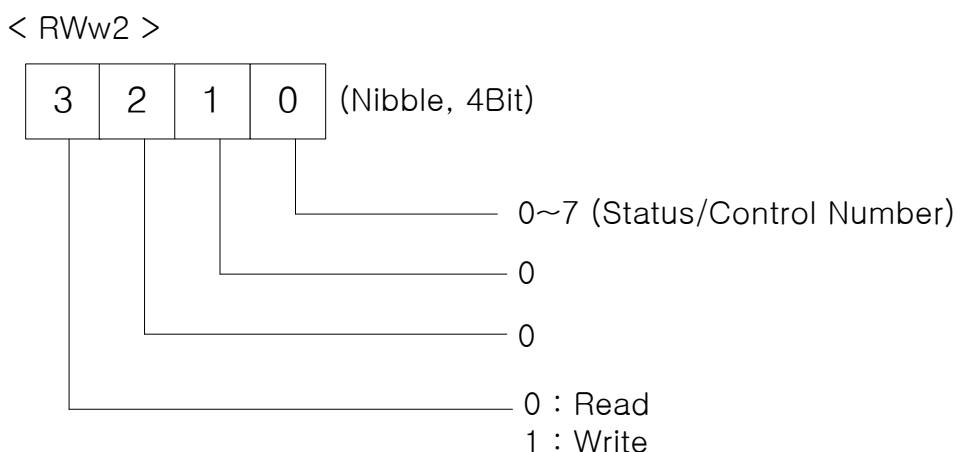 < RWw2 >
3 2 1 0 (Nibble, 4Bit)
0~7 (Status/Control Number)
0
0
0 : Read
1 : Write